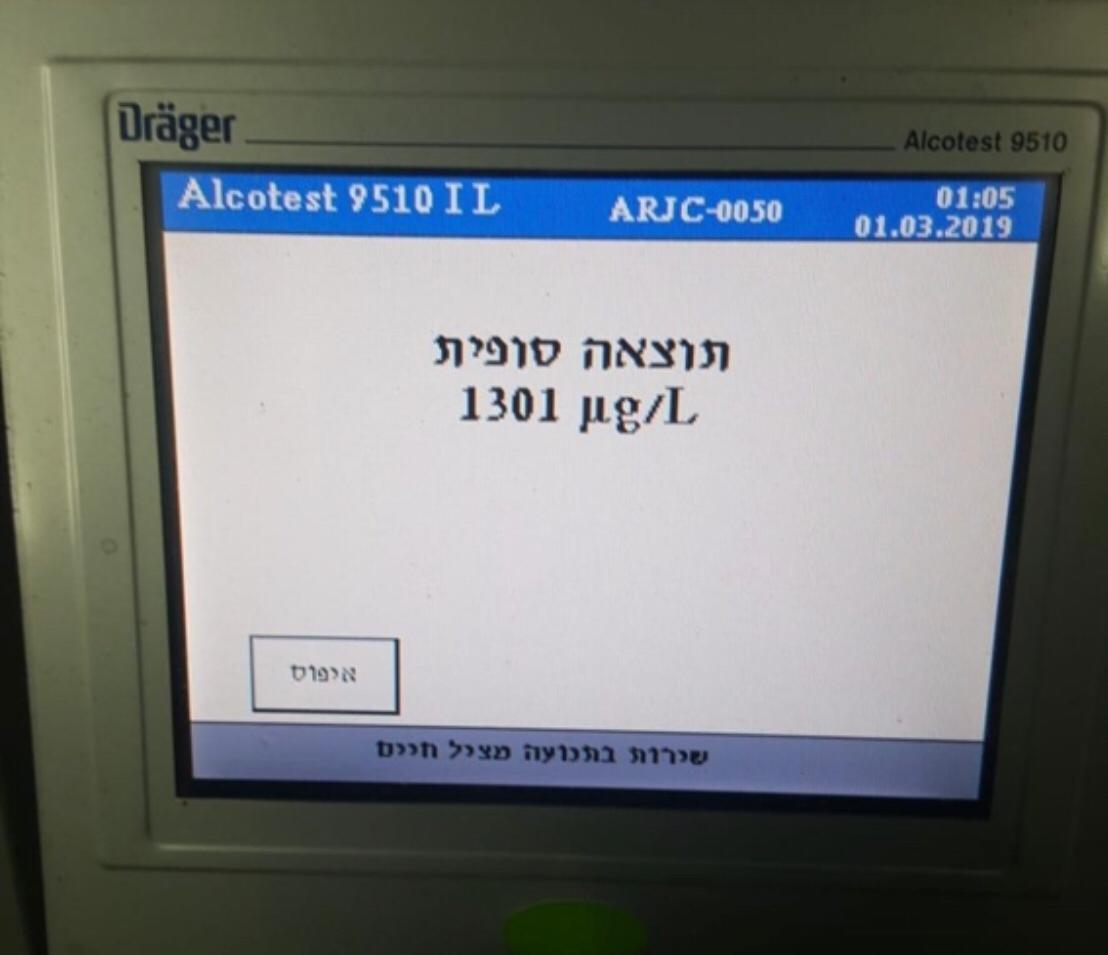 Dräger
Alcotest 9510
Alcotest 9510 IL ARJC-0050 01:05
01.03.2019
תוצאה סופית
1301 µg/L
איפוס
שירות בתנועה מציל חיים